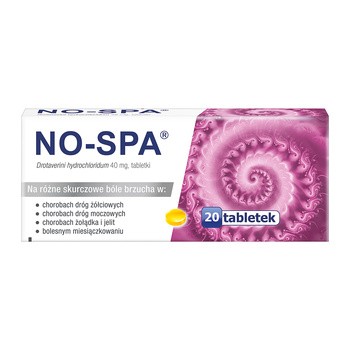 NO-SPA®
Drotaverini hydrochloridum 40 mg, tabletki
Na różne skurczowe bóle brzucha w:
• chorobach dróg żółciowych
• chorobach dróg moczowych
• chorobach żołądka i jelit
• bolesnym miesiączkowaniu
20 tabletek